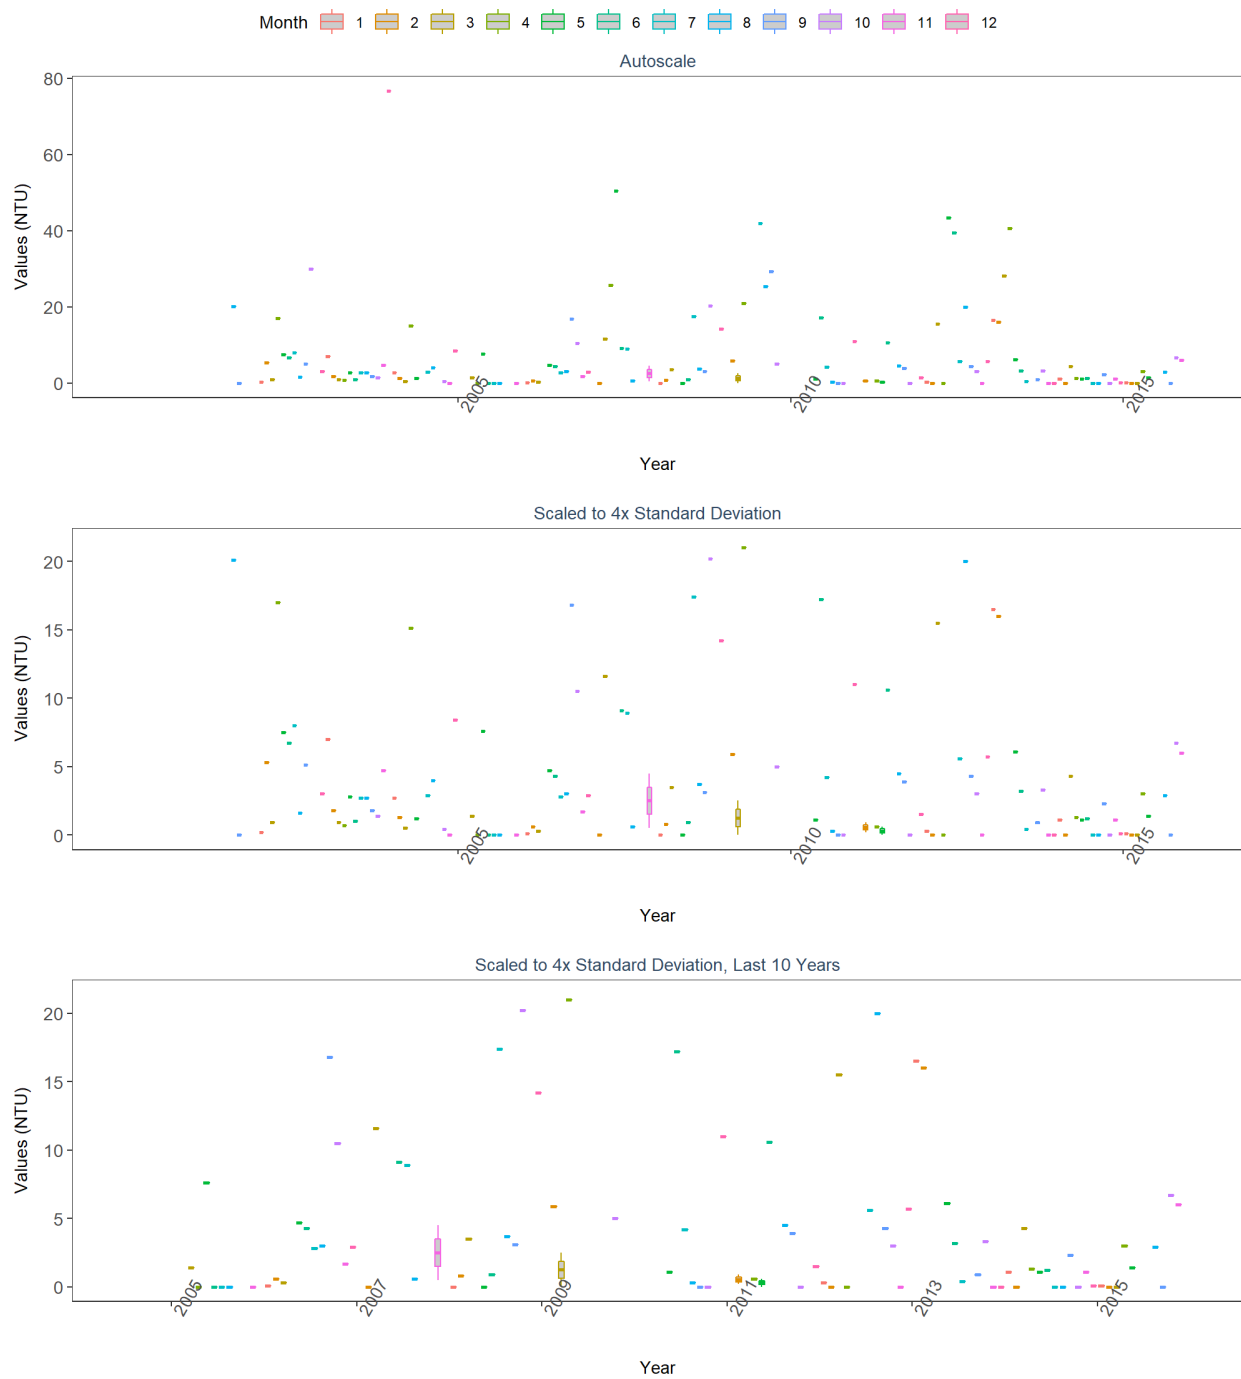 Month 1 2 3 4 5 6 7 8 9 10 11 12
Autoscale
80
60
40
20
0
Values (NTU)
2005 2010 2015
Year
Scaled to 4x Standard Deviation
20
15
10
5
0
Values (NTU)
2005 2010 2015
Year
Scaled to 4x Standard Deviation, Last 10 Years
20
15
10
5
0
Values (NTU)
2005 2007 2009 2011 2013 2015
Year